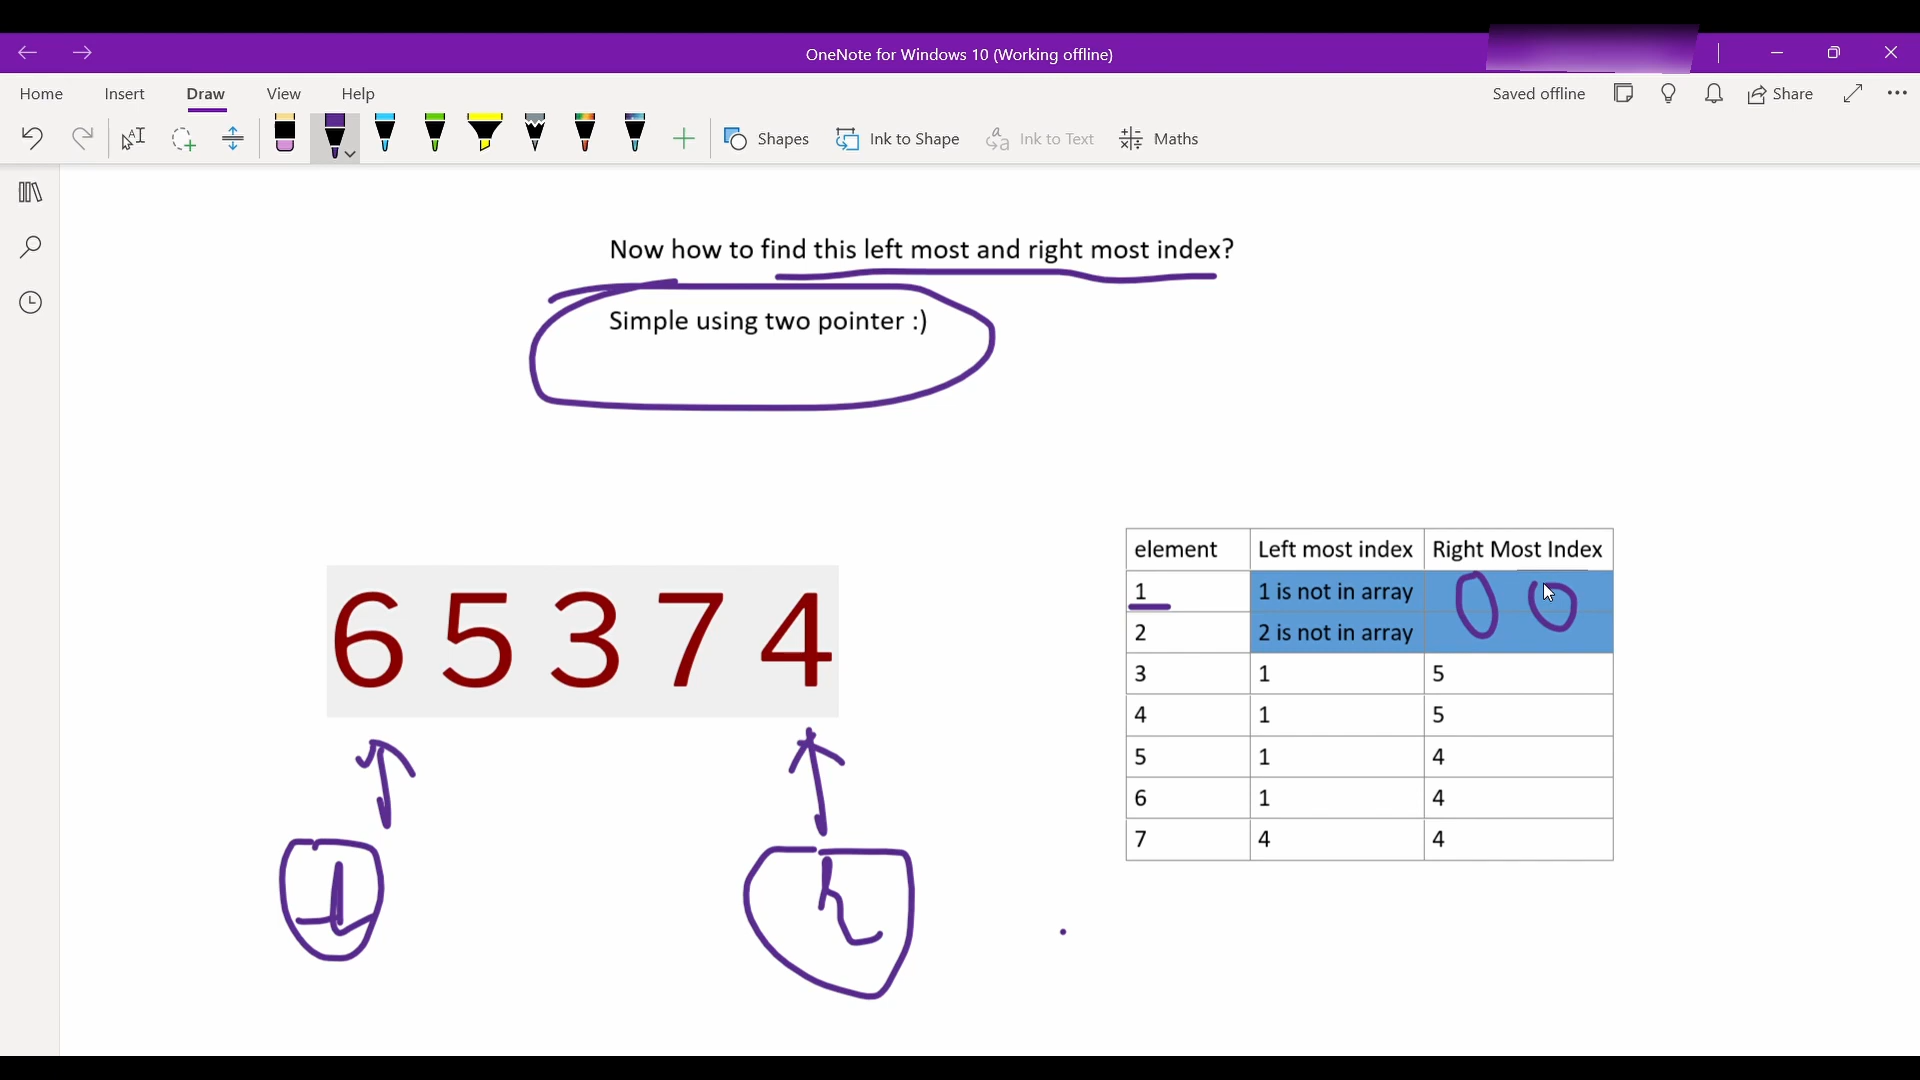 OneNote for Windows 10 (Working offline)
Home Insert Draw View Help Saved offline Share
Shapes Ink to Shape Ink to Text Maths
Now how to find this left most and right most index?
Simple using two pointer :)
6 5 3 7 4
l h
element Left most index Right Most Index
1 1 is not in array 0 0
2 2 is not in array
3 1 5
4 1 5
5 1 4
6 1 4
7 4 4